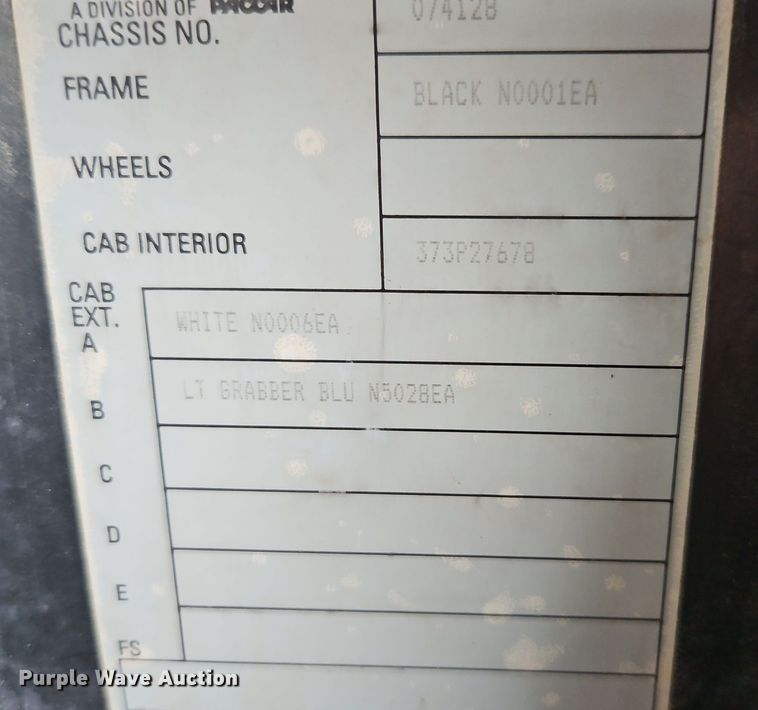 A DIVISION OF PACCAR
CHASSIS NO. 074128
FRAME BLACK N0001EA
WHEELS
CAB INTERIOR 373P27678
CAB
EXT.
A WHITE N0006EA
B LT GRABBER BLU N5028EA
C
D
E
FS
Purple Wave Auction